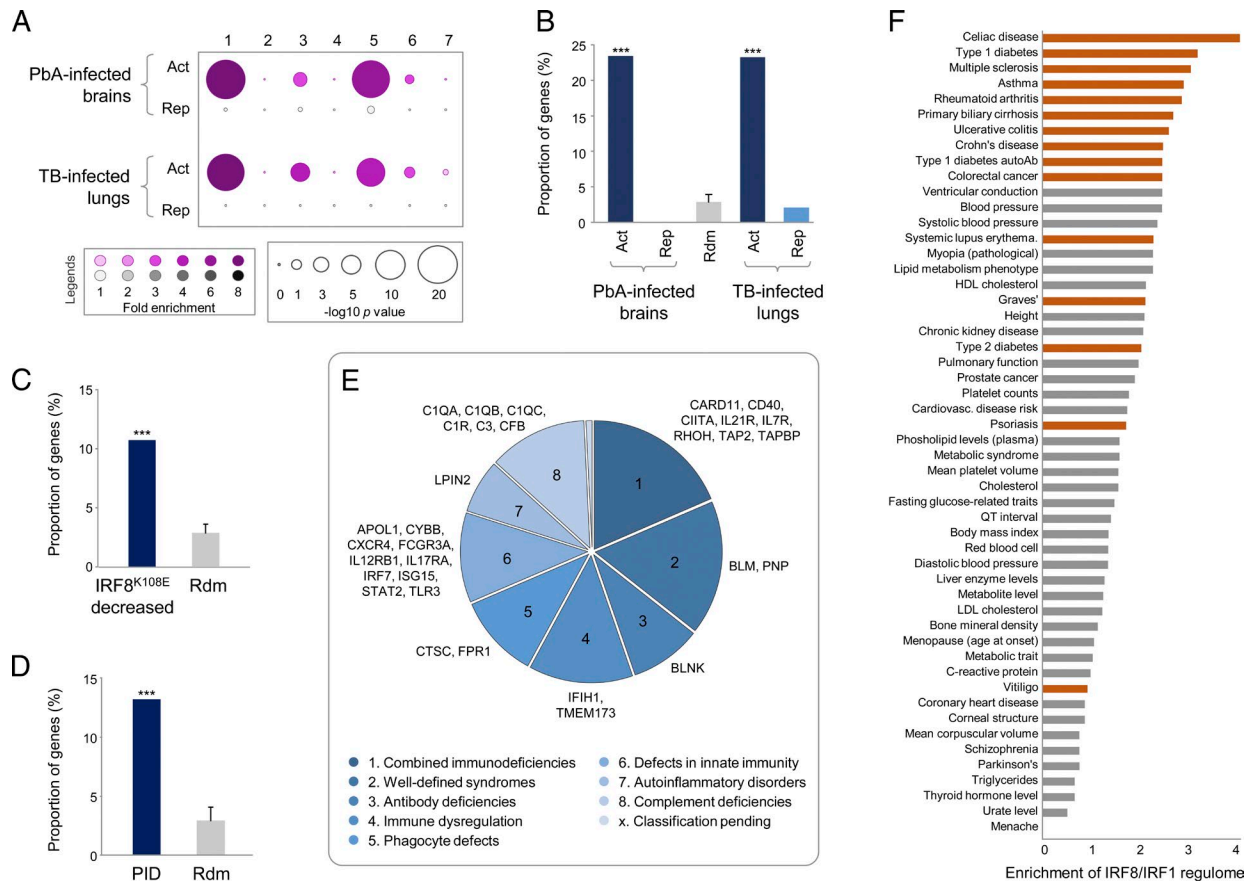 A
1 2 3 4 5 6 7
PbA-infected
brains
Act
Rep
TB-infected
lungs
Act
Rep
Legends
1 2 3 4 6 8
Fold enrichment
0 1 3 5 10 20
-log10 p value
B
Proportion of genes (%)
25
20
15
10
5
0
***
***
Act
Rep
Rdm
Act
Rep
PbA-infected
brains
TB-infected
lungs
C
Proportion of genes (%)
15
10
5
0
***
IRF8K108E
decreased
Rdm
D
Proportion of genes (%)
15
10
5
0
***
PID
Rdm
E
C1QA, C1QB, C1QC,
C1R, C3, CFB
CARD11, CD40,
CIITA, IL21R, IL7R,
RHOH, TAP2, TAPBP
LPIN2
APOL1, CYBB,
CXCR4, FCGR3A,
IL12RB1, IL17RA,
IRF7, ISG15,
STAT2, TLR3
BLM, PNP
CTSC, FPR1
BLNK
IFIH1,
TMEM173
1
2
3
4
5
6
7
8
1. Combined immunodeficiencies
2. Well-defined syndromes
3. Antibody deficiencies
4. Immune dysregulation
5. Phagocyte defects
6. Defects in innate immunity
7. Autoinflammatory disorders
8. Complement deficiencies
x. Classification pending
F
Celiac disease
Type 1 diabetes
Multiple sclerosis
Asthma
Rheumatoid arthritis
Primary biliary cirrhosis
Ulcerative colitis
Crohn's disease
Type 1 diabetes autoAb
Colorectal cancer
Ventricular conduction
Blood pressure
Systolic blood pressure
Systemic lupus erythema.
Myopia (pathological)
Lipid metabolism phenotype
HDL cholesterol
Graves'
Height
Chronic kidney disease
Type 2 diabetes
Pulmonary function
Prostate cancer
Platelet counts
Cardiovasc. disease risk
Psoriasis
Phosholipid levels (plasma)
Metabolic syndrome
Mean platelet volume
Cholesterol
Fasting glucose-related traits
QT interval
Body mass index
Red blood cell
Diastolic blood pressure
Liver enzyme levels
Metabolite level
LDL cholesterol
Bone mineral density
Menopause (age at onset)
Metabolic trait
C-reactive protein
Vitiligo
Coronary heart disease
Corneal structure
Mean corpuscular volume
Schizophrenia
Parkinson's
Triglycerides
Thyroid hormone level
Urate level
Menache
0 1 2 3 4
Enrichment of IRF8/IRF1 regulome